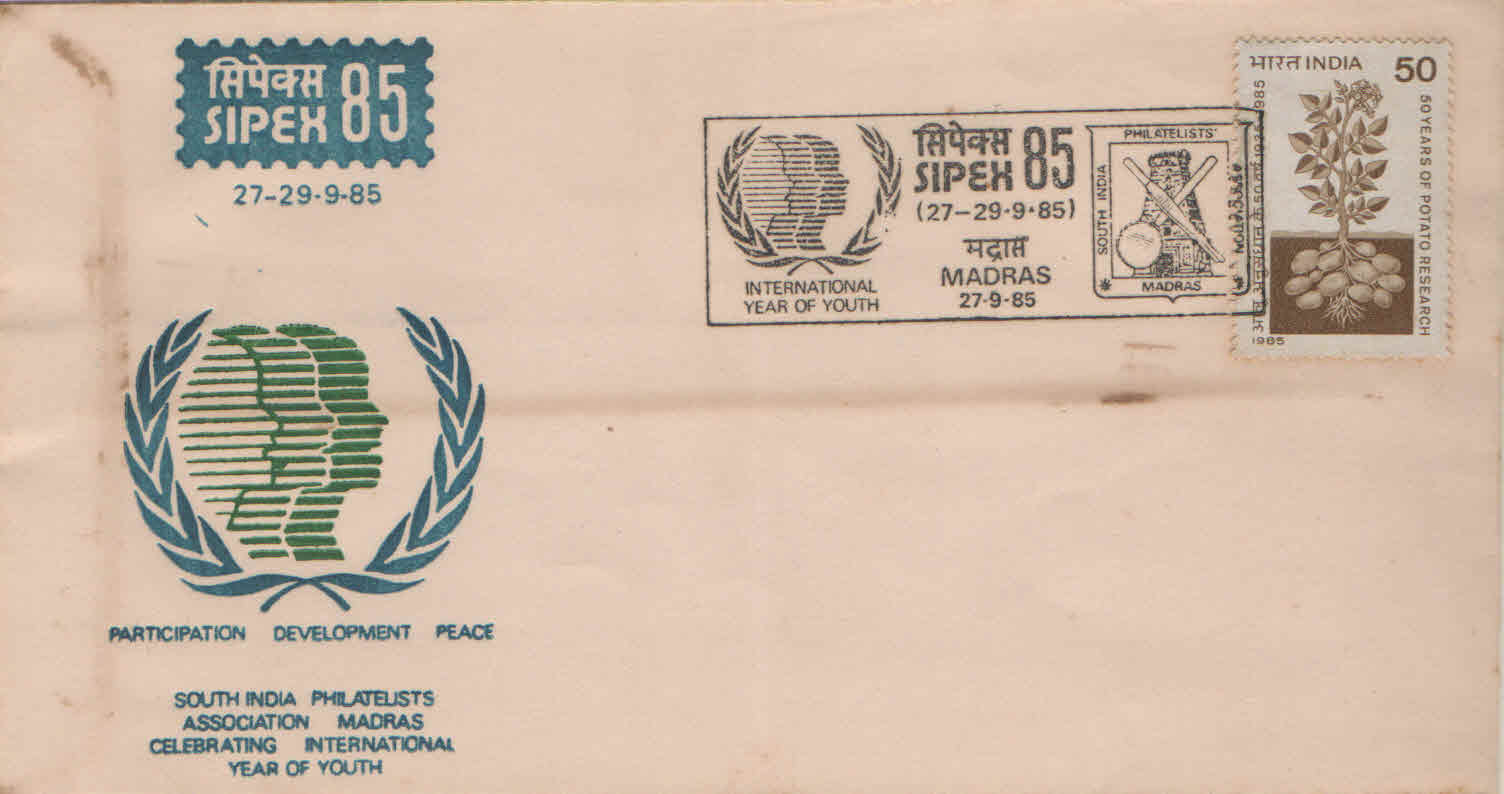 सिपेक्स 85
SIPEX
27-29·9-85
PARTICIPATION DEVELOPMENT PEACE
SOUTH INDIA PHILATELISTS
ASSOCIATION MADRAS
CELEBRATING INTERNATIONAL
YEAR OF YOUTH
INTERNATIONAL
YEAR OF YOUTH
सिपेक्स 85
SIPEX
(27-29·9·85)
मद्रास
MADRAS
27·9·85
PHILATELISTS'
SOUTH INDIA
MADRAS
भारत INDIA 50
50 YEARS OF POTATO RESEARCH
1985